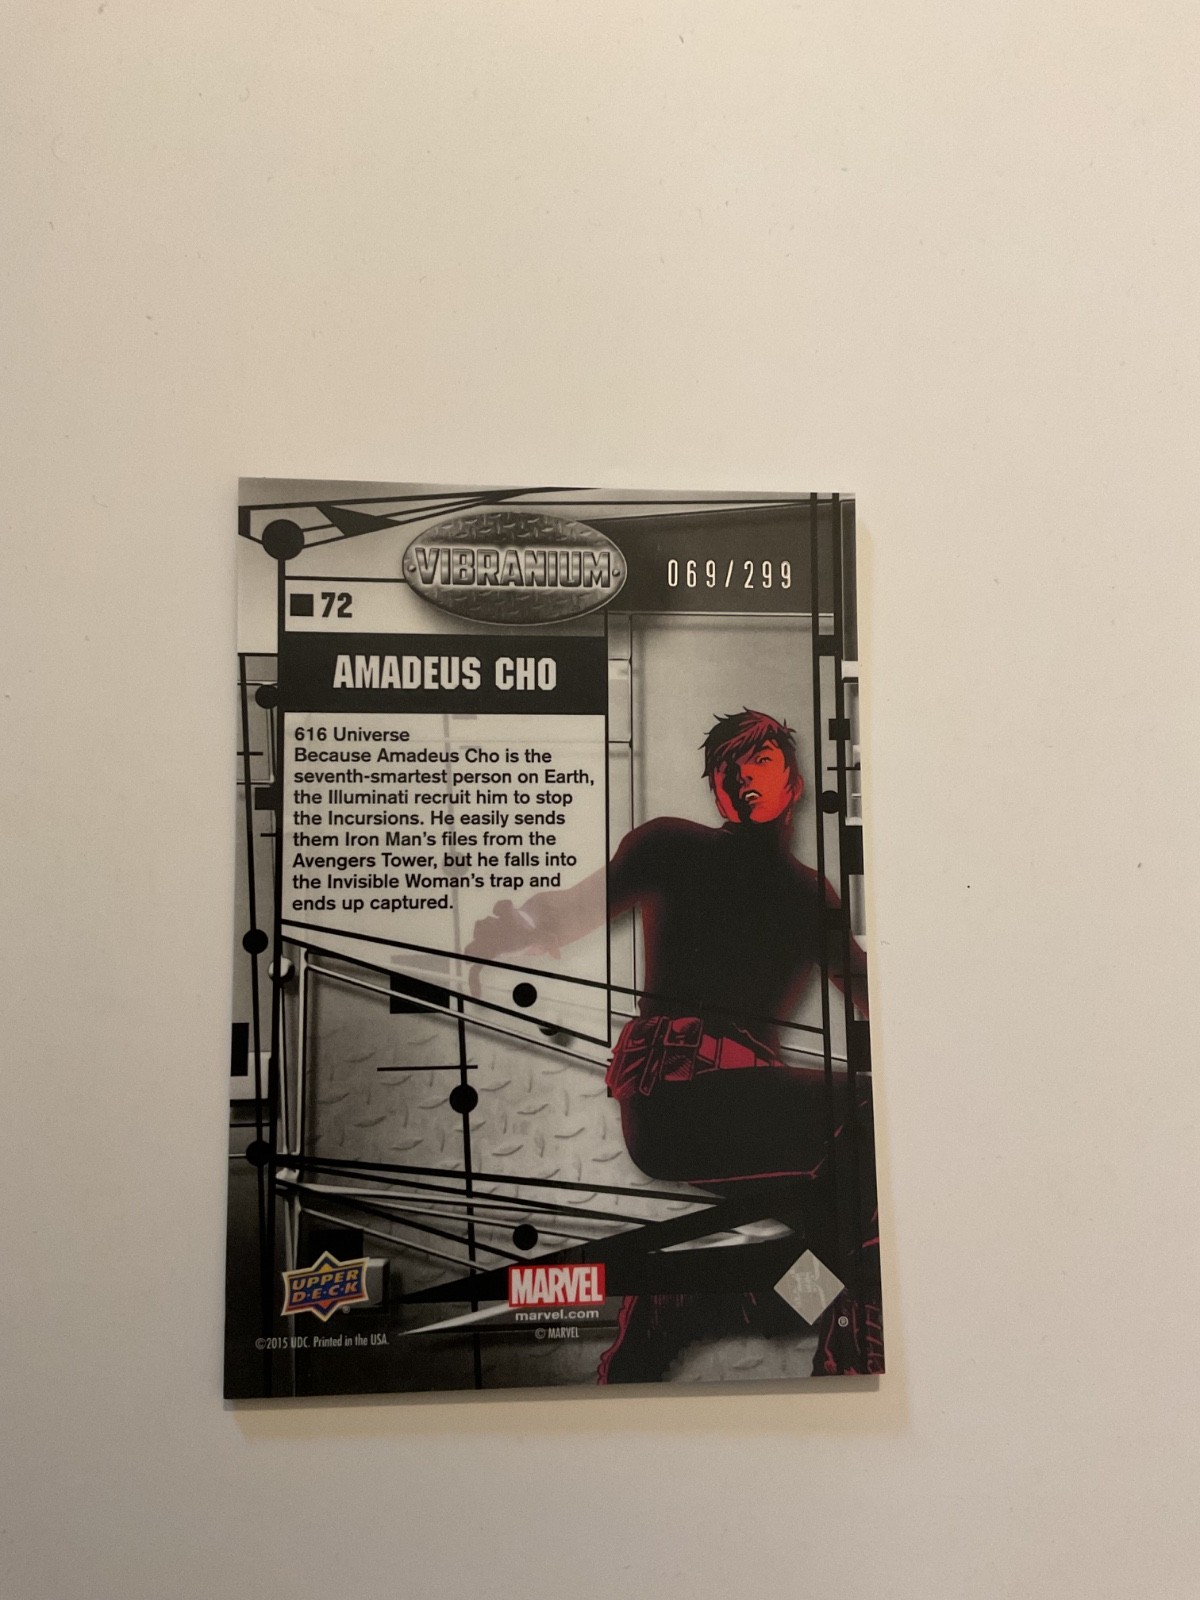 VIBRANIUM
069/299
72
AMADEUS CHO
616 Universe
Because Amadeus Cho is the
seventh-smartest person on Earth,
the Illuminati recruit him to stop
the Incursions. He easily sends
them Iron Man's files from the
Avengers Tower, but he falls into
the Invisible Woman's trap and
ends up captured.
UPPER
D·E·C·K
®
MARVEL
marvel.com
©2015 UDC. Printed in the USA.
© MARVEL
®